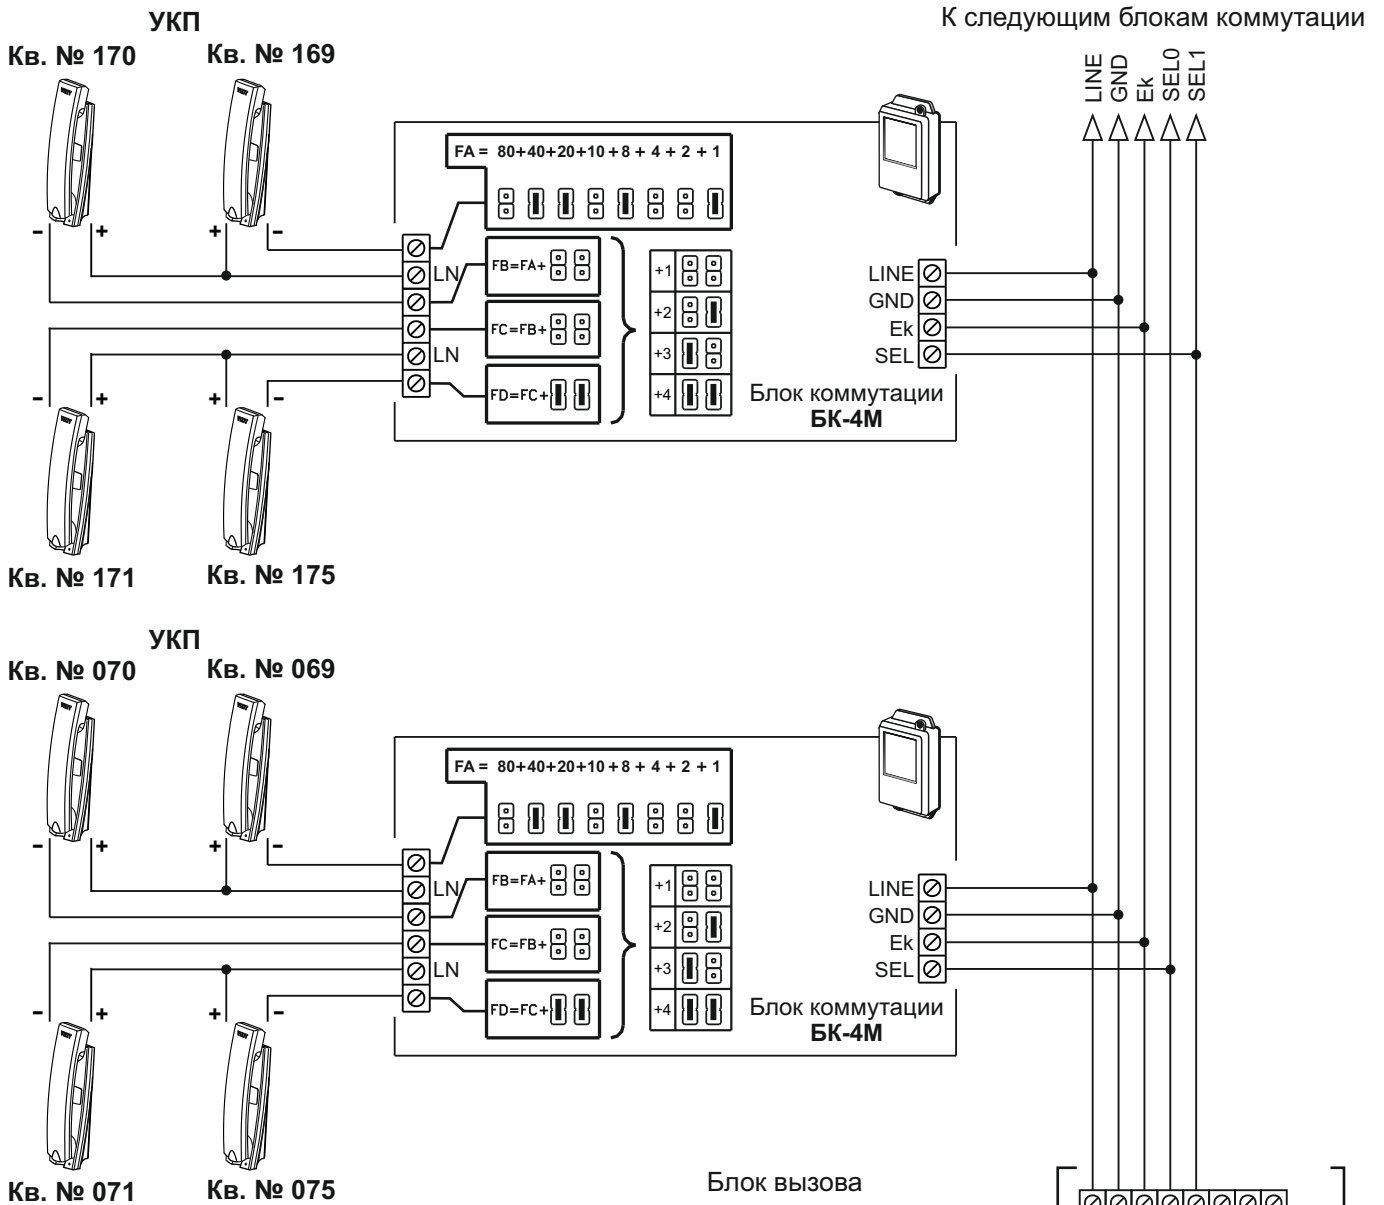 К следующим блокам коммутации
LINE
GND
Ek
SEL0
SEL1
УКП
Кв. № 170 Кв. № 169
FA = 80+40+20+10+8+4+2+1
- + + -
LN
FB=FA+
FC=FB+
LN
FD=FC+
+1
+2
+3
+4
LINE
GND
Ek
SEL
Блок коммутации
БК-4М
- + + -
Кв. № 171 Кв. № 175
УКП
Кв. № 070 Кв. № 069
FA = 80+40+20+10+8+4+2+1
- + + -
LN
FB=FA+
FC=FB+
LN
FD=FC+
+1
+2
+3
+4
LINE
GND
Ek
SEL
Блок коммутации
БК-4М
- + + -
Кв. № 071 Кв. № 075
Блок вызова